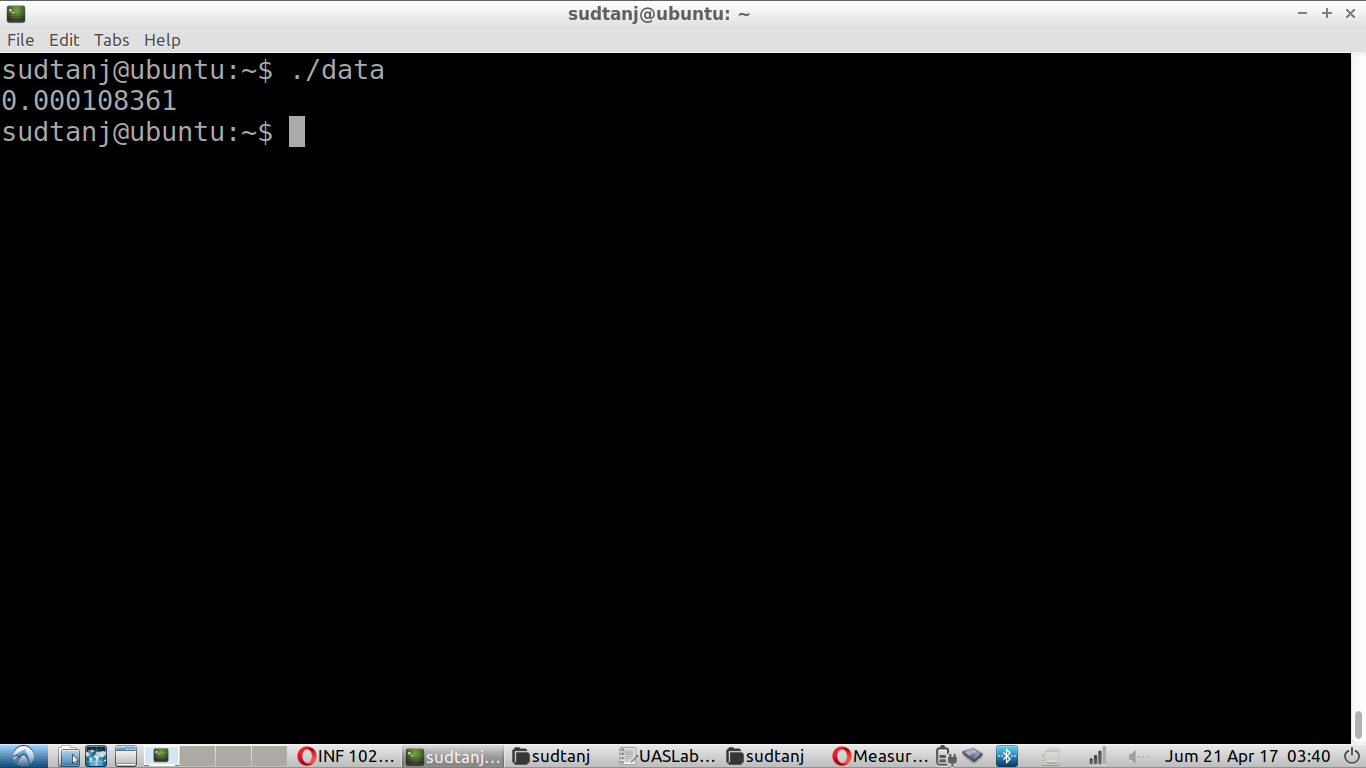 sudtanj@ubuntu: ~
File Edit Tabs Help
sudtanj@ubuntu:~$ ./data
0.000108361
sudtanj@ubuntu:~$
INF 102... sudtanj... sudtanj UASLab... sudtanj Measur... Jum 21 Apr 17 03:40